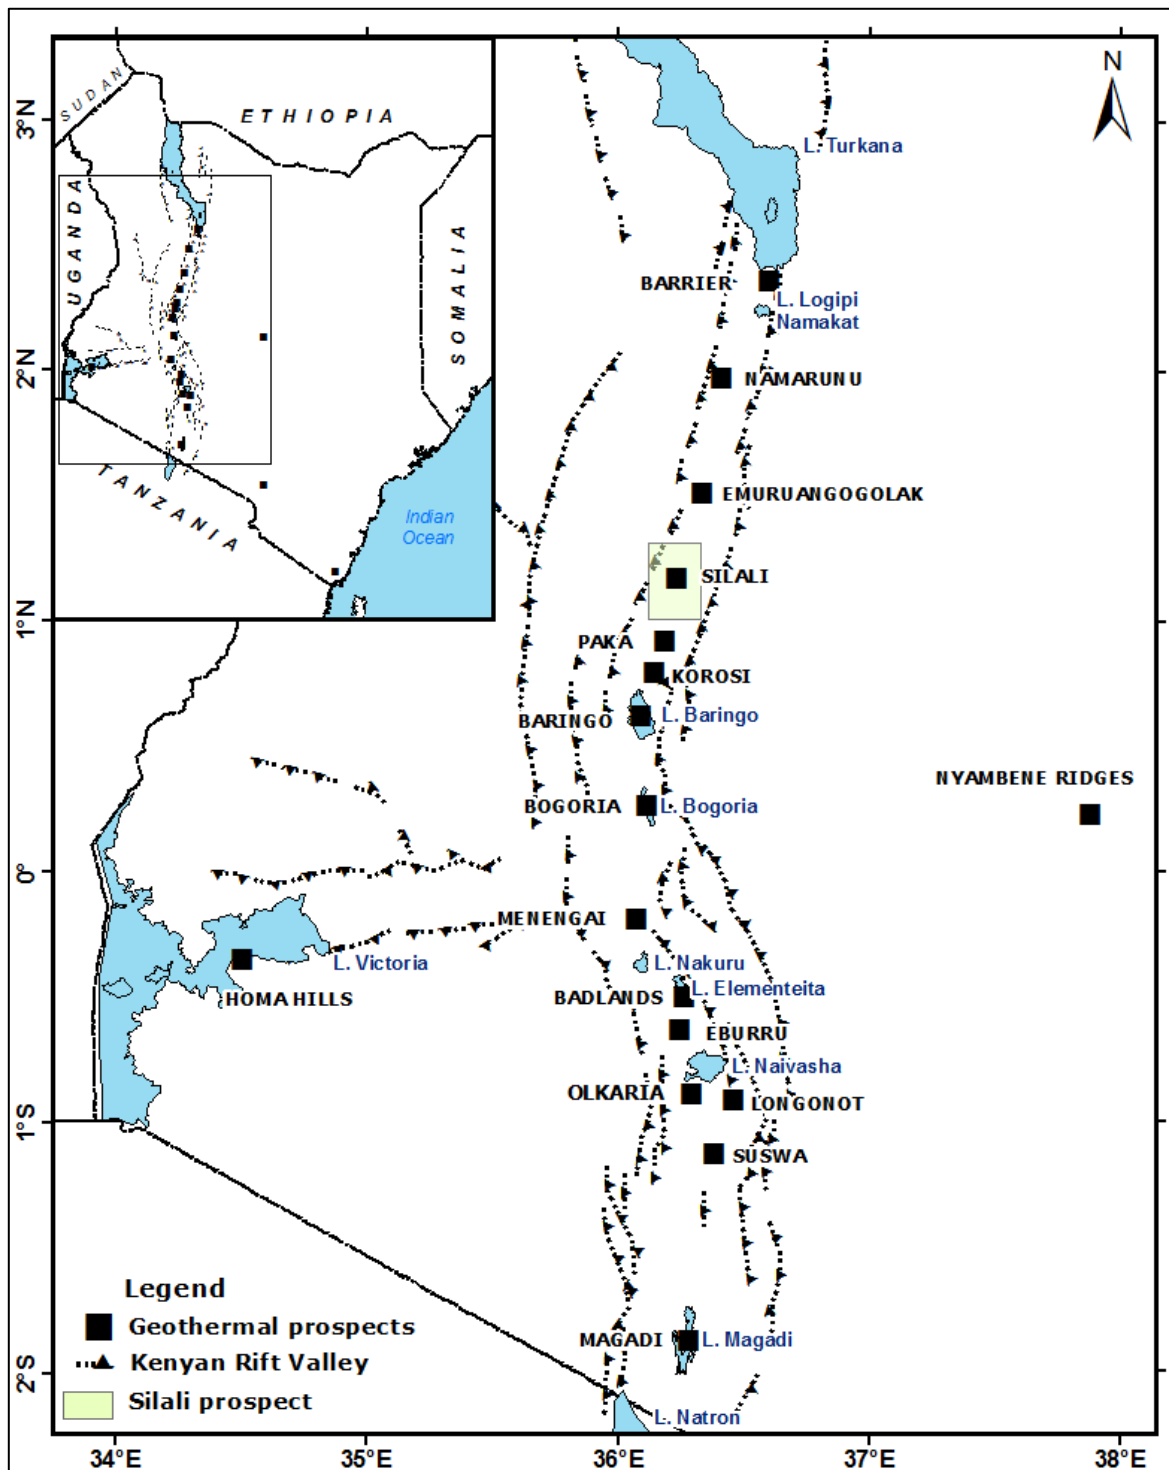 SUDAN
ETHIOPIA
UGANDA
SOMALIA
TANZANIA
Indian
Ocean
N
3°N
2°N
1°N
0°
1°S
2°S
L. Turkana
BARRIER
L. Logipi
Namakat
NAMARUNU
EMURUANGOGOLAK
SILALI
PAKA
KOROSI
BARINGO
L. Baringo
NYAMBENE RIDGES
BOGORIA
L. Bogoria
MENENGAI
L. Victoria
L. Nakuru
HOMA HILLS
BADLANDS
L. Elementeita
EBURRU
L. Naivasha
OLKARIA
LONGONOT
SUSWA
MAGADI
L. Magadi
L. Natron
Legend
Geothermal prospects
Kenyan Rift Valley
Silali prospect
34°E
35°E
36°E
37°E
38°E